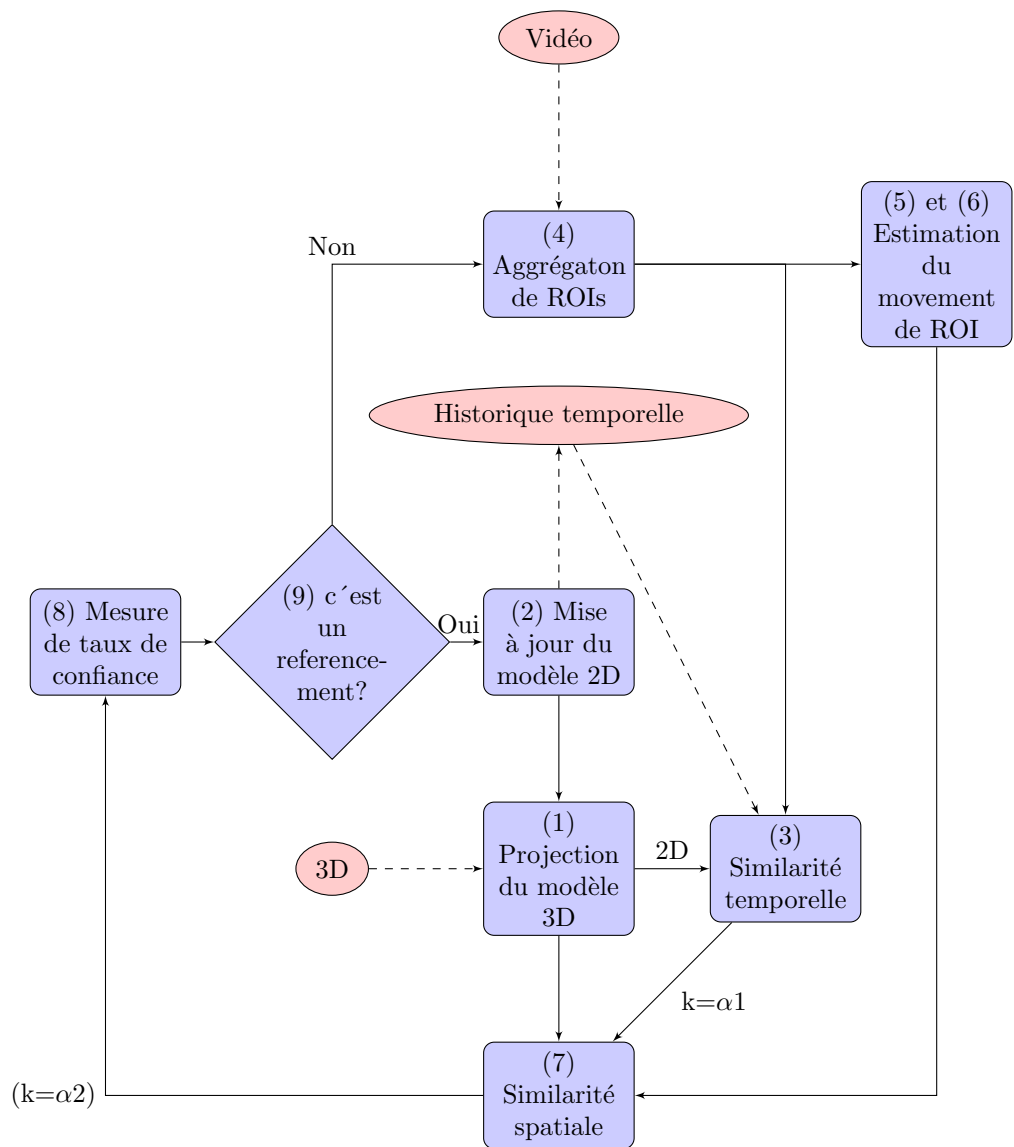 Vidéo
(4)
Aggrégaton
de ROIs
(5) et (6)
Estimation
du
movement
de ROI
Non
Historique temporelle
(8) Mesure
de taux de
confiance
(9) c´est
un
reference-
ment?
Oui
(2) Mise
à jour du
modèle 2D
3D
(1)
Projection
du modèle
3D
2D
(3)
Similarité
temporelle
k=α1
(7)
Similarité
spatiale
(k=α2)